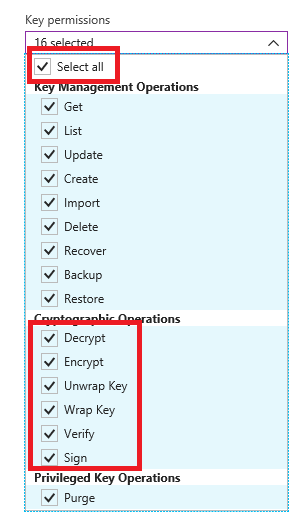 Key permissions
16 selected
Select all
Key Management Operations
Get
List
Update
Create
Import
Delete
Recover
Backup
Restore
Cryptographic Operations
Decrypt
Encrypt
Unwrap Key
Wrap Key
Verify
Sign
Privileged Key Operations
Purge